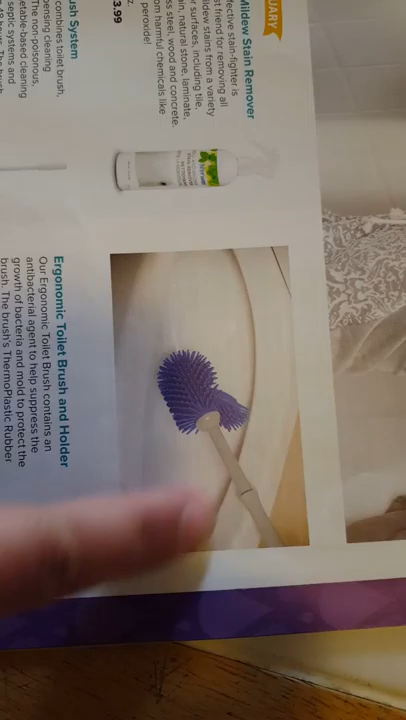 UARY
Mildew Stain Remover
fective stain-fighter is
st friend for removing all
ildew stains from a variety
r surfaces, including tile,
in, natural stone, laminate,
ss steel, wood and concrete.
om harmful chemicals like
peroxide!
z.
3.99
ush System
combines toilet brush,
pensing cleaning
The non-poisonous,
etable-based cleaning
septic systems and
Norwex
Ergonomic Toilet Brush and Holder
Our Ergonomic Toilet Brush contains an
antibacterial agent to help suppress the
growth of bacteria and mold to protect the
brush. The brush's ThermoPlastic Rubber